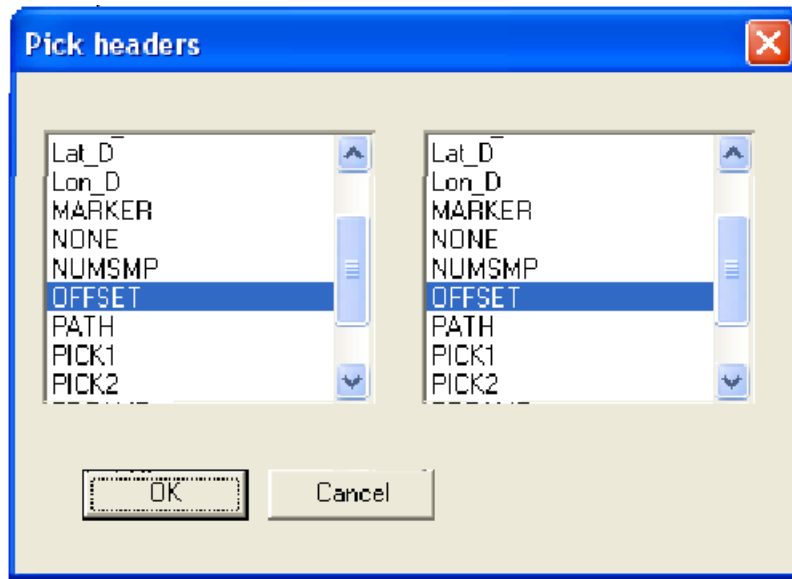 Pick headers
Lat_D
Lon_D
MARKER
NONE
NUMSMP
OFFSET
PATH
PICK1
PICK2
Lat_D
Lon_D
MARKER
NONE
NUMSMP
OFFSET
PATH
PICK1
PICK2
OK
Cancel